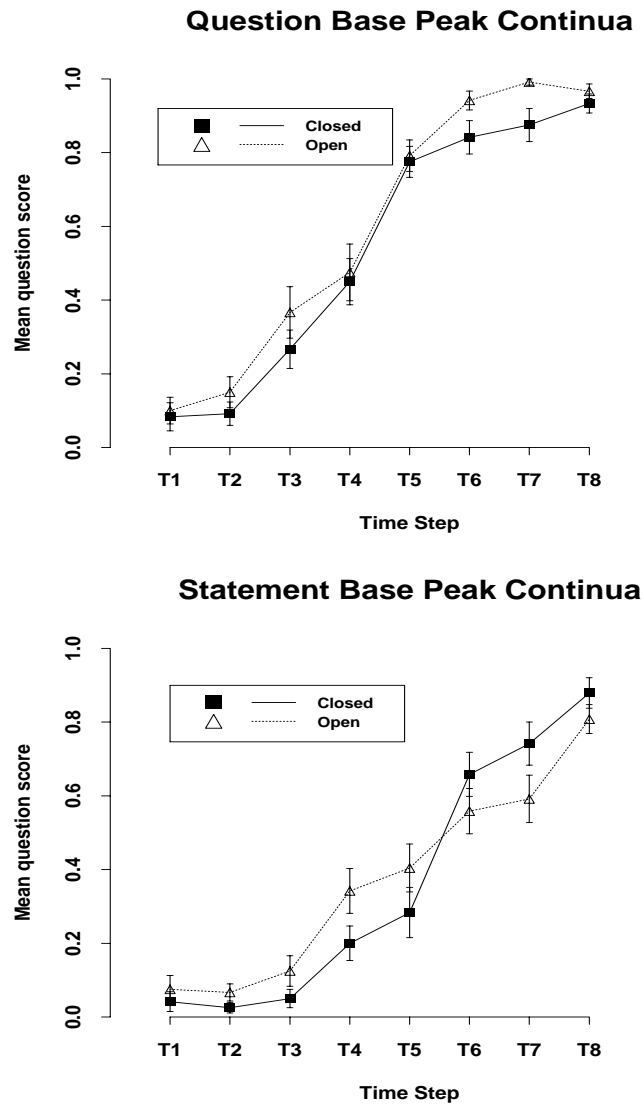 Question Base Peak Continua
1.0
0.8
0.6
0.4
0.2
0.0
Mean question score
Closed
Open
T1 T2 T3 T4 T5 T6 T7 T8
Time Step
Statement Base Peak Continua
1.0
0.8
0.6
0.4
0.2
0.0
Mean question score
Closed
Open
T1 T2 T3 T4 T5 T6 T7 T8
Time Step